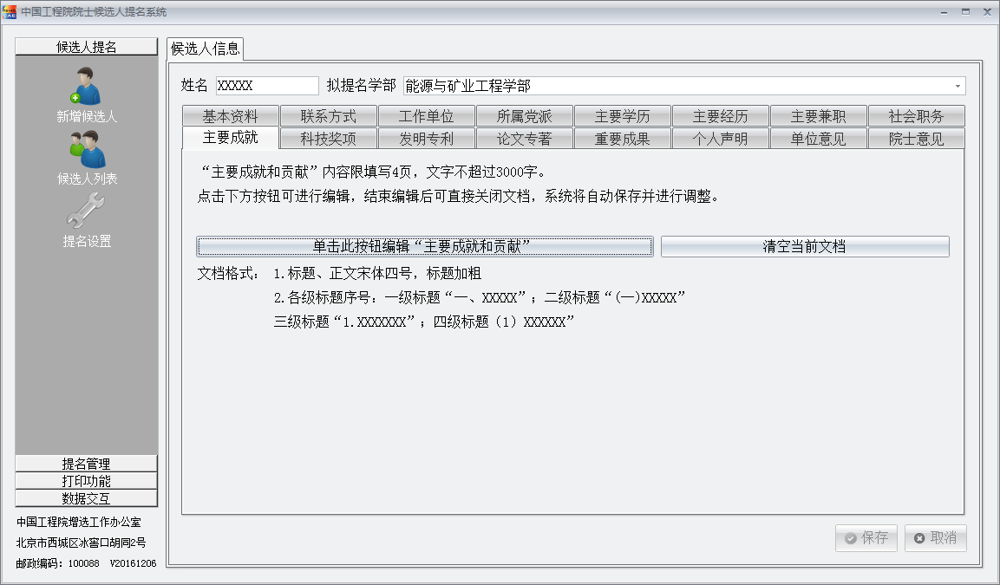 中国工程院院士候选人提名系统
候选人提名
新增候选人
候选人列表
提名设置
提名管理
打印功能
数据交互
中国工程院增选工作办公室
北京市西城区冰窖口胡同2号
邮政编码：100088 V20161206
候选人信息
姓名 XXXXX 拟提名学部 能源与矿业工程学部
基本资料 联系方式 工作单位 所属党派 主要学历 主要经历 主要兼职 社会职务
主要成就 科技奖项 发明专利 论文专著 重要成果 个人声明 单位意见 院士意见
“主要成就和贡献”内容限填写4页，文字不超过3000字。
点击下方按钮可进行编辑，结束编辑后可直接关闭文档，系统将自动保存并进行调整。
单击此按钮编辑“主要成就和贡献” 清空当前文档
文档格式： 1.标题、正文宋体四号，标题加粗
2.各级标题序号：一级标题“一、XXXXX”；二级标题“(一)XXXXX”
三级标题“1.XXXXXXX”；四级标题（1）XXXXXX”
保存 取消